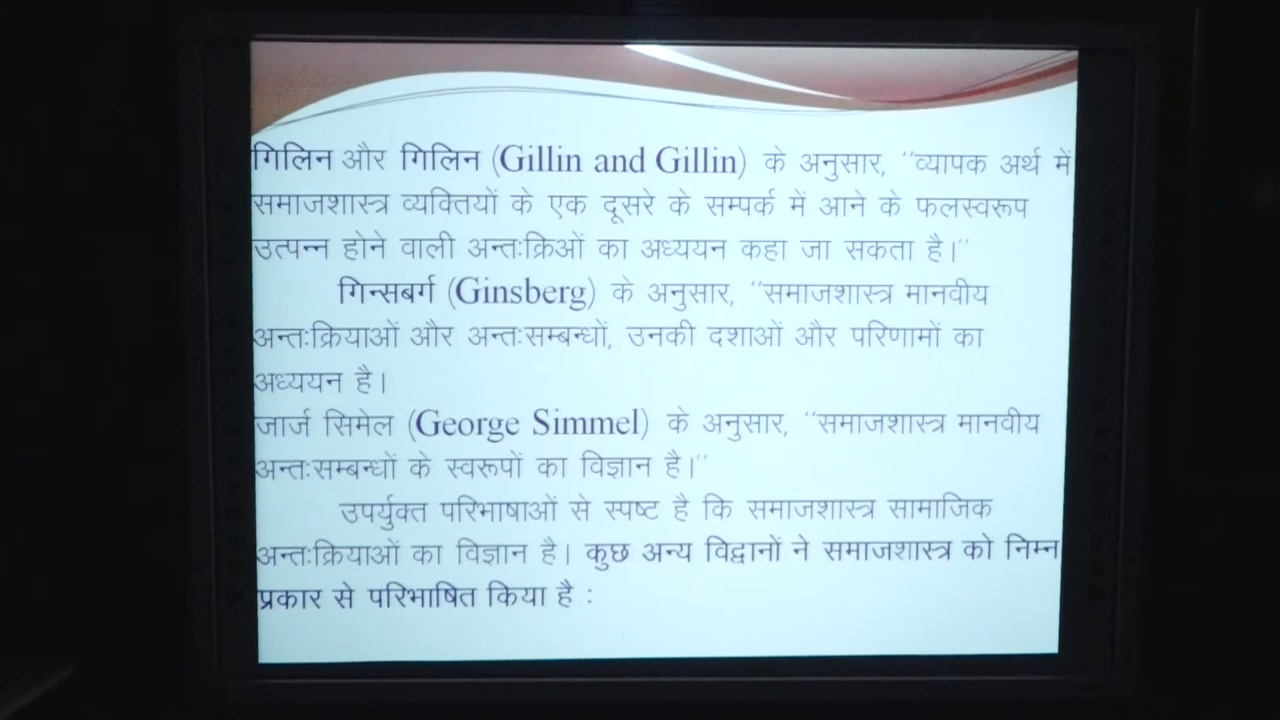 गिलिन और गिलिन (Gillin and Gillin) के अनुसार, ''व्यापक अर्थ में
समाजशास्त्र व्यक्तियों के एक दूसरे के सम्पर्क में आने के फलस्वरूप
उत्पन्न होने वाली अन्तःक्रिओं का अध्ययन कहा जा सकता है।''
गिन्सबर्ग (Ginsberg) के अनुसार, ''समाजशास्त्र मानवीय
अन्तःक्रियाओं और अन्तःसम्बन्धों, उनकी दशाओं और परिणामों का
अध्ययन है।
जार्ज सिमेल (George Simmel) के अनुसार, ''समाजशास्त्र मानवीय
अन्तःसम्बन्धों के स्वरूपों का विज्ञान है।''
उपर्युक्त परिभाषाओं से स्पष्ट है कि समाजशास्त्र सामाजिक
अन्तःक्रियाओं का विज्ञान है। कुछ अन्य विद्वानों ने समाजशास्त्र को निम्न
प्रकार से परिभाषित किया है :